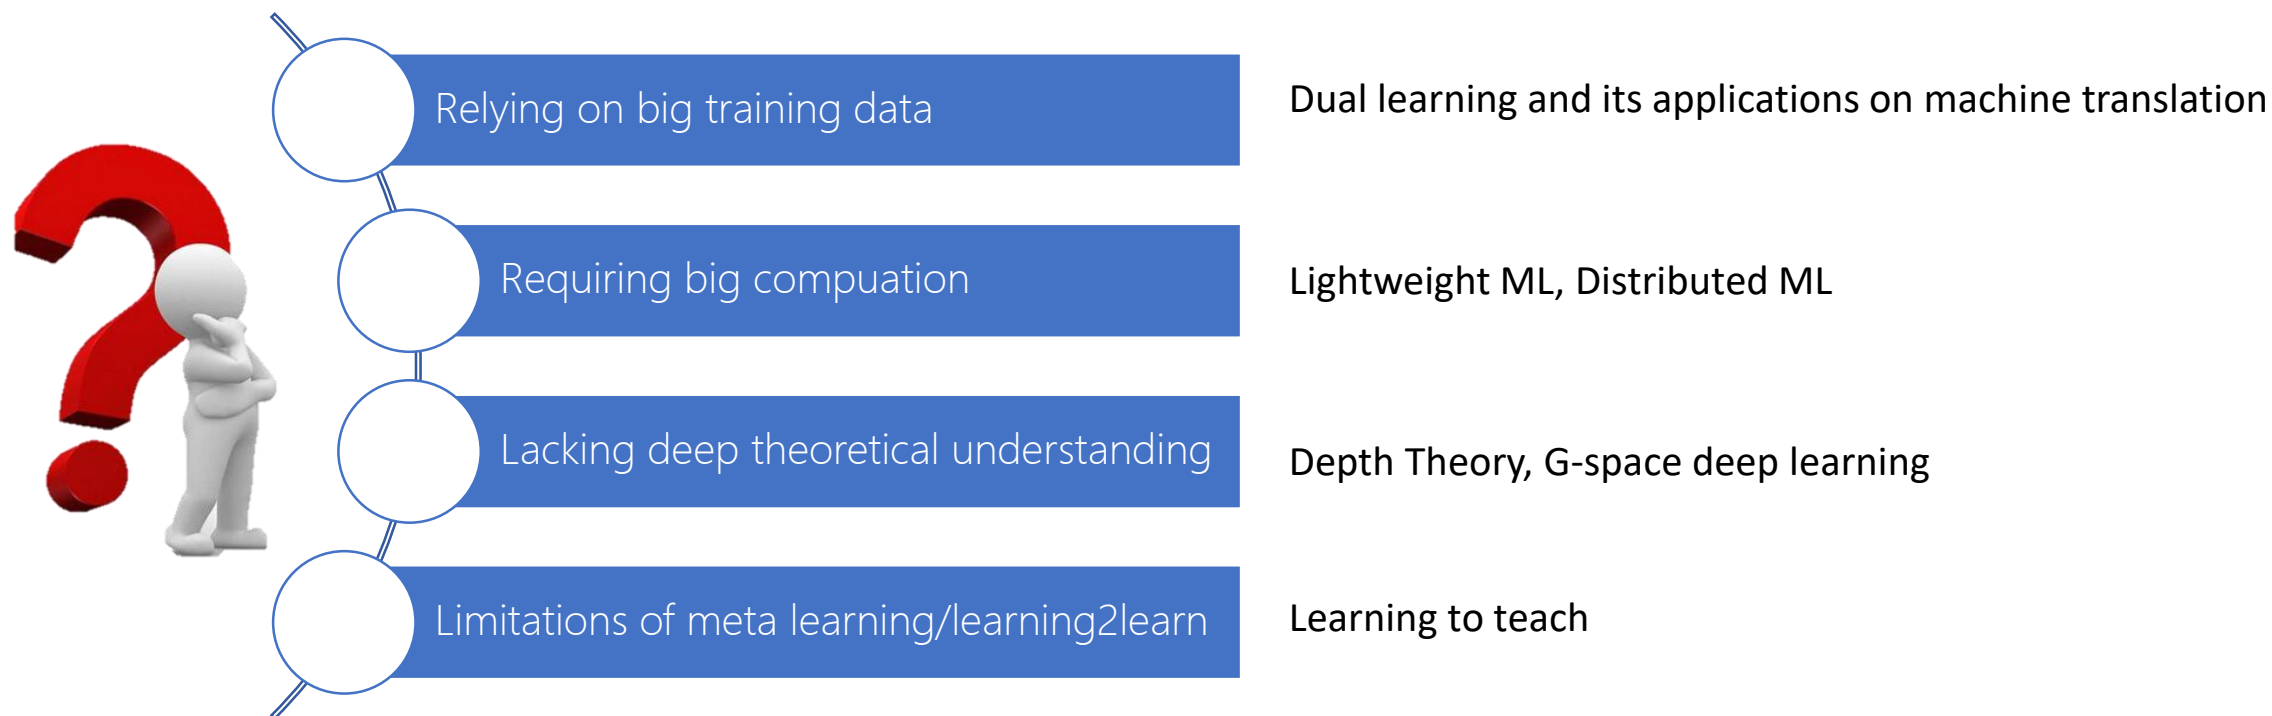 Relying on big training data
Dual learning and its applications on machine translation
Requiring big compuation
Lightweight ML, Distributed ML
Lacking deep theoretical understanding
Depth Theory, G-space deep learning
Limitations of meta learning/learning2learn
Learning to teach